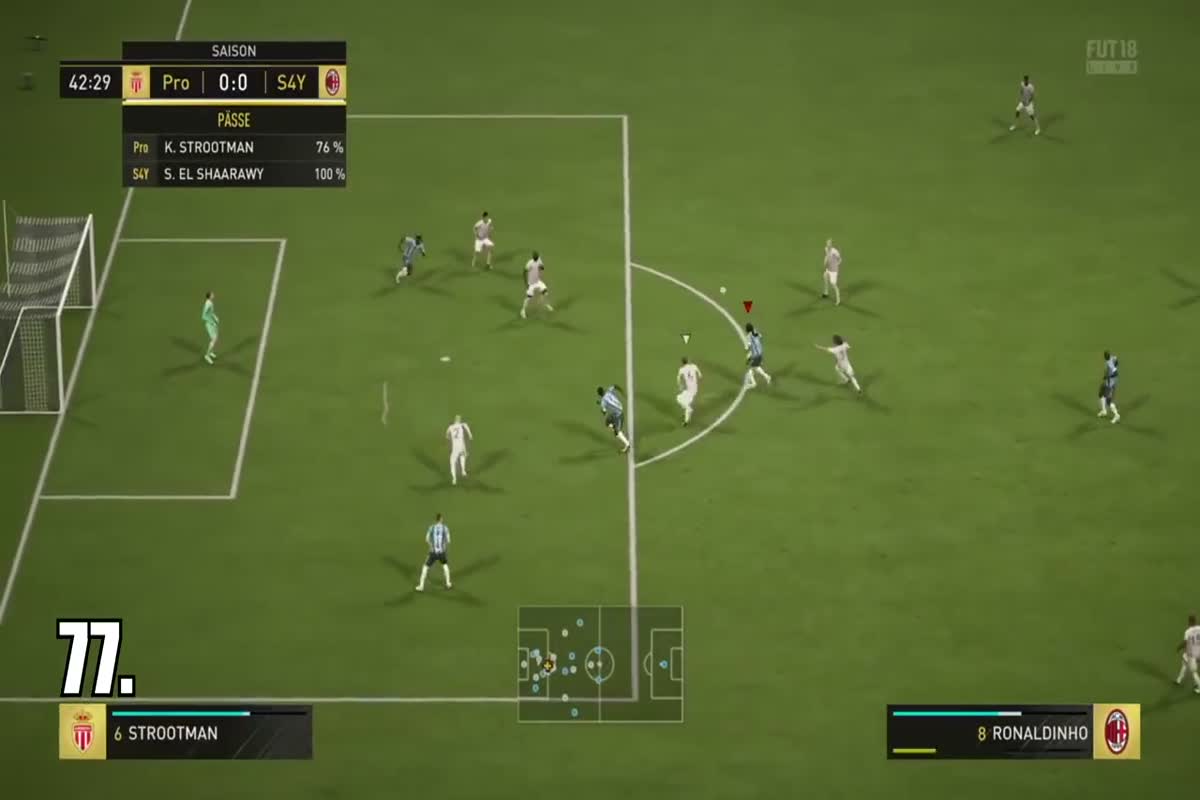 SAISON
42:29 Pro 0:0 S4Y
PÄSSE
Pro K. STROOTMAN 76 %
S4Y S. EL SHAARAWY 100 %
FUT 18
LIVE
77.
6 STROOTMAN
8 RONALDINHO